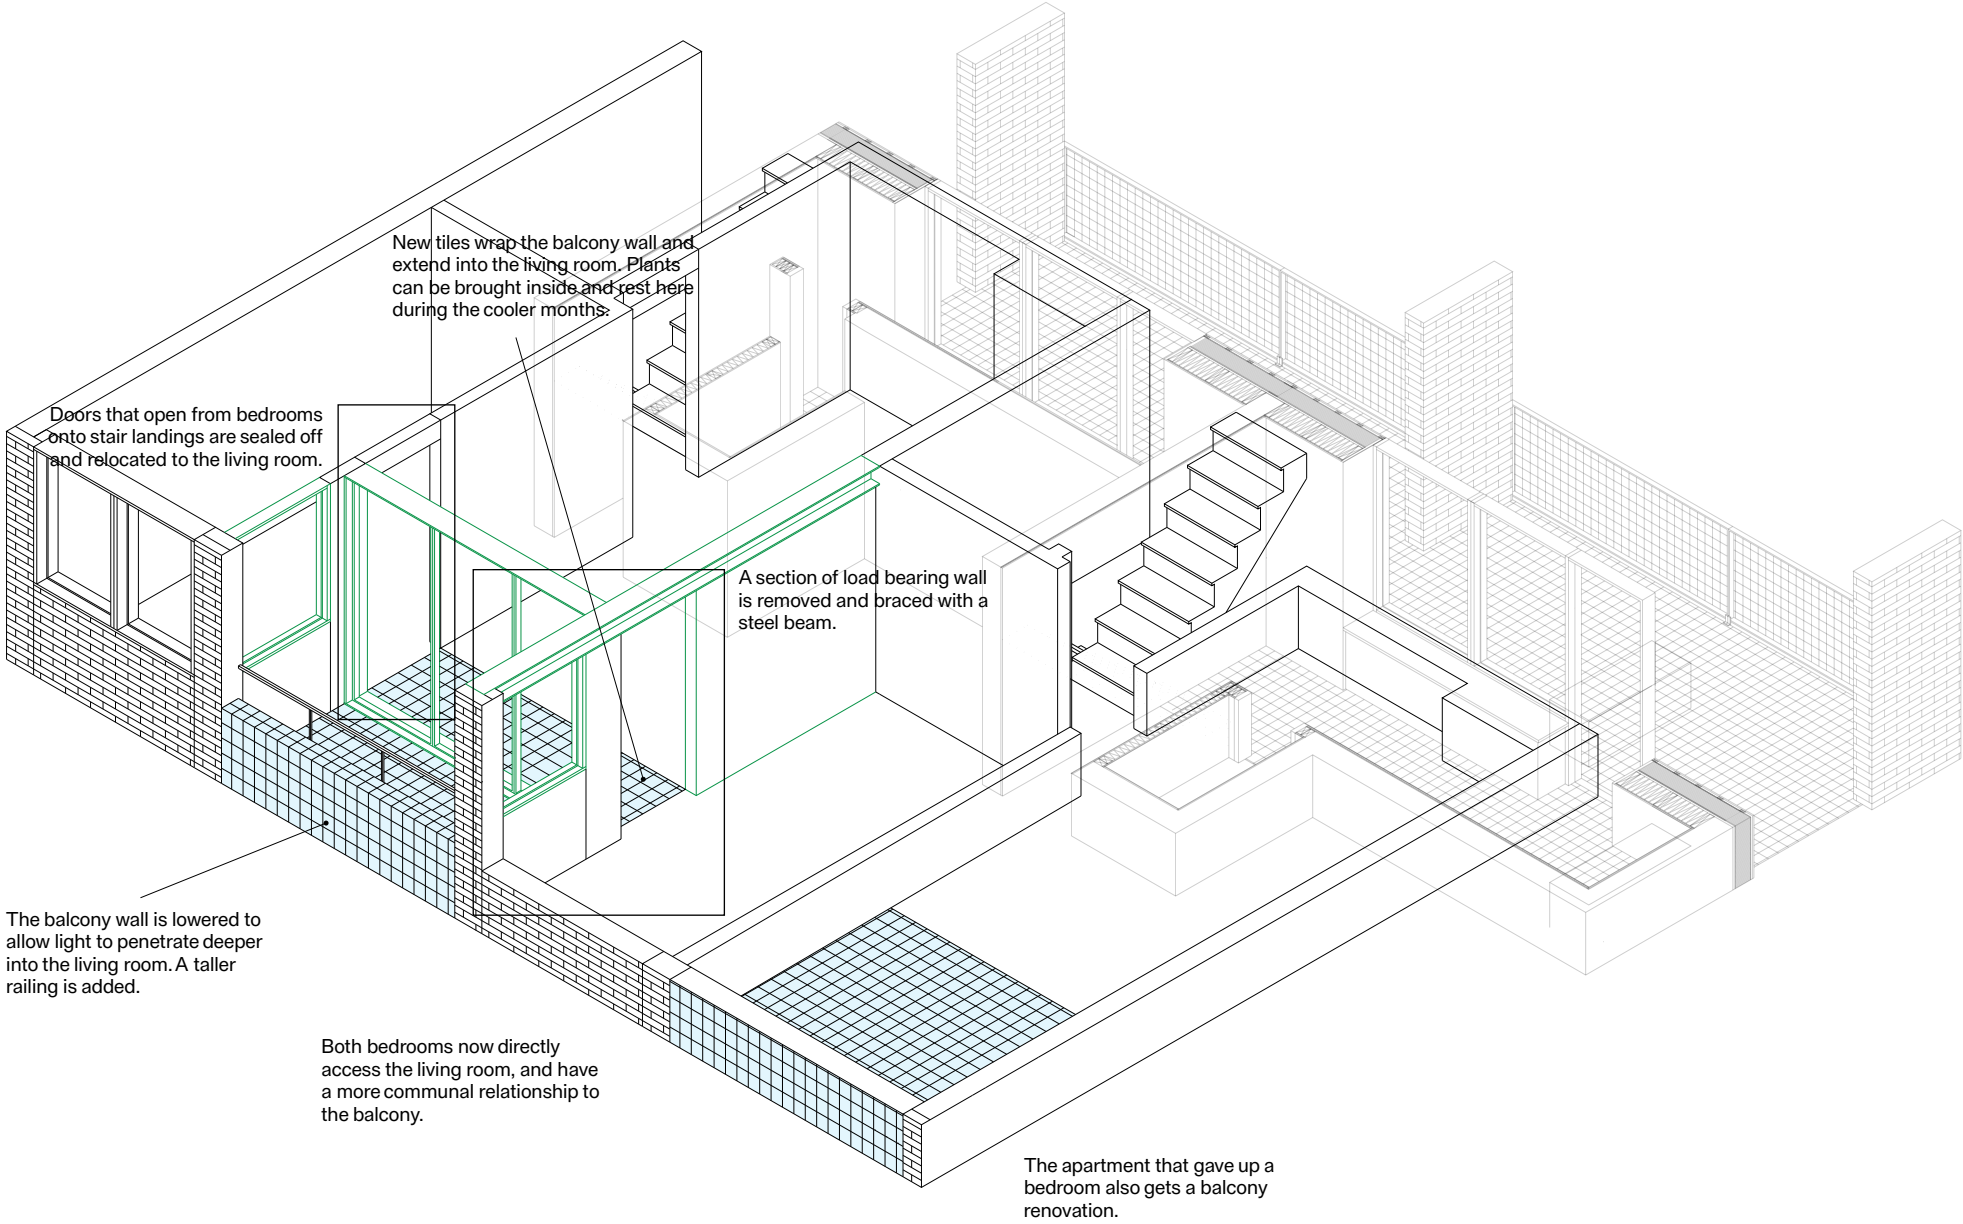 New tiles wrap the balcony wall and
extend into the living room. Plants
can be brought inside and rest here
during the cooler months.
Doors that open from bedrooms
onto stair landings are sealed off
and relocated to the living room.
A section of load bearing wall
is removed and braced with a
steel beam.
The balcony wall is lowered to
allow light to penetrate deeper
into the living room. A taller
railing is added.
Both bedrooms now directly
access the living room, and have
a more communal relationship to
the balcony.
The apartment that gave up a
bedroom also gets a balcony
renovation.